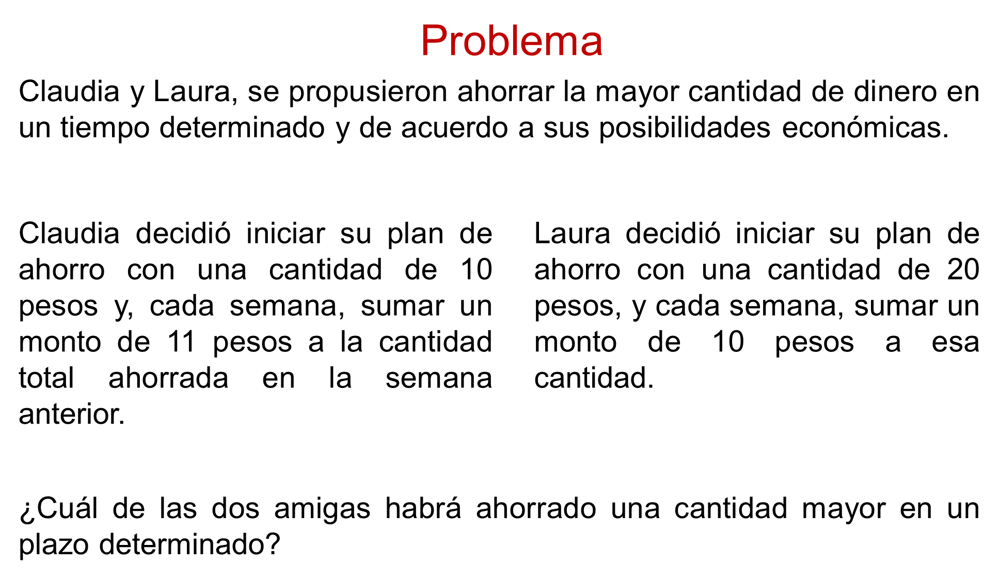 Problema
Claudia y Laura, se propusieron ahorrar la mayor cantidad de dinero en
un tiempo determinado y de acuerdo a sus posibilidades económicas.
Claudia decidió iniciar su plan de
ahorro con una cantidad de 10
pesos y, cada semana, sumar un
monto de 11 pesos a la cantidad
total ahorrada en la semana
anterior.
Laura decidió iniciar su plan de
ahorro con una cantidad de 20
pesos, y cada semana, sumar un
monto de 10 pesos a esa
cantidad.
¿Cuál de las dos amigas habrá ahorrado una cantidad mayor en un
plazo determinado?